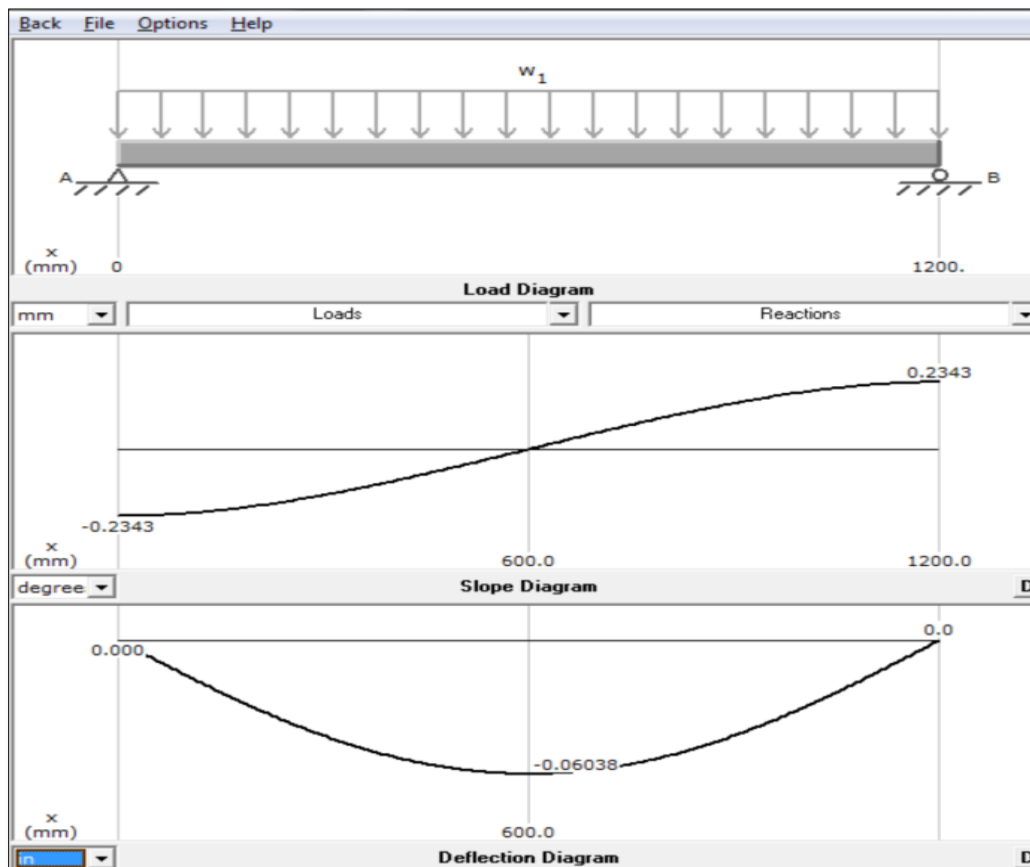 Back File Options Help
w1
A B
x
(mm) 0 1200.
Load Diagram
mm Loads Reactions
0.2343
-0.2343
x
(mm) 600.0 1200.0
degree Slope Diagram D
0.0
0.000
-0.06038
x
(mm) 600.0
in Deflection Diagram D